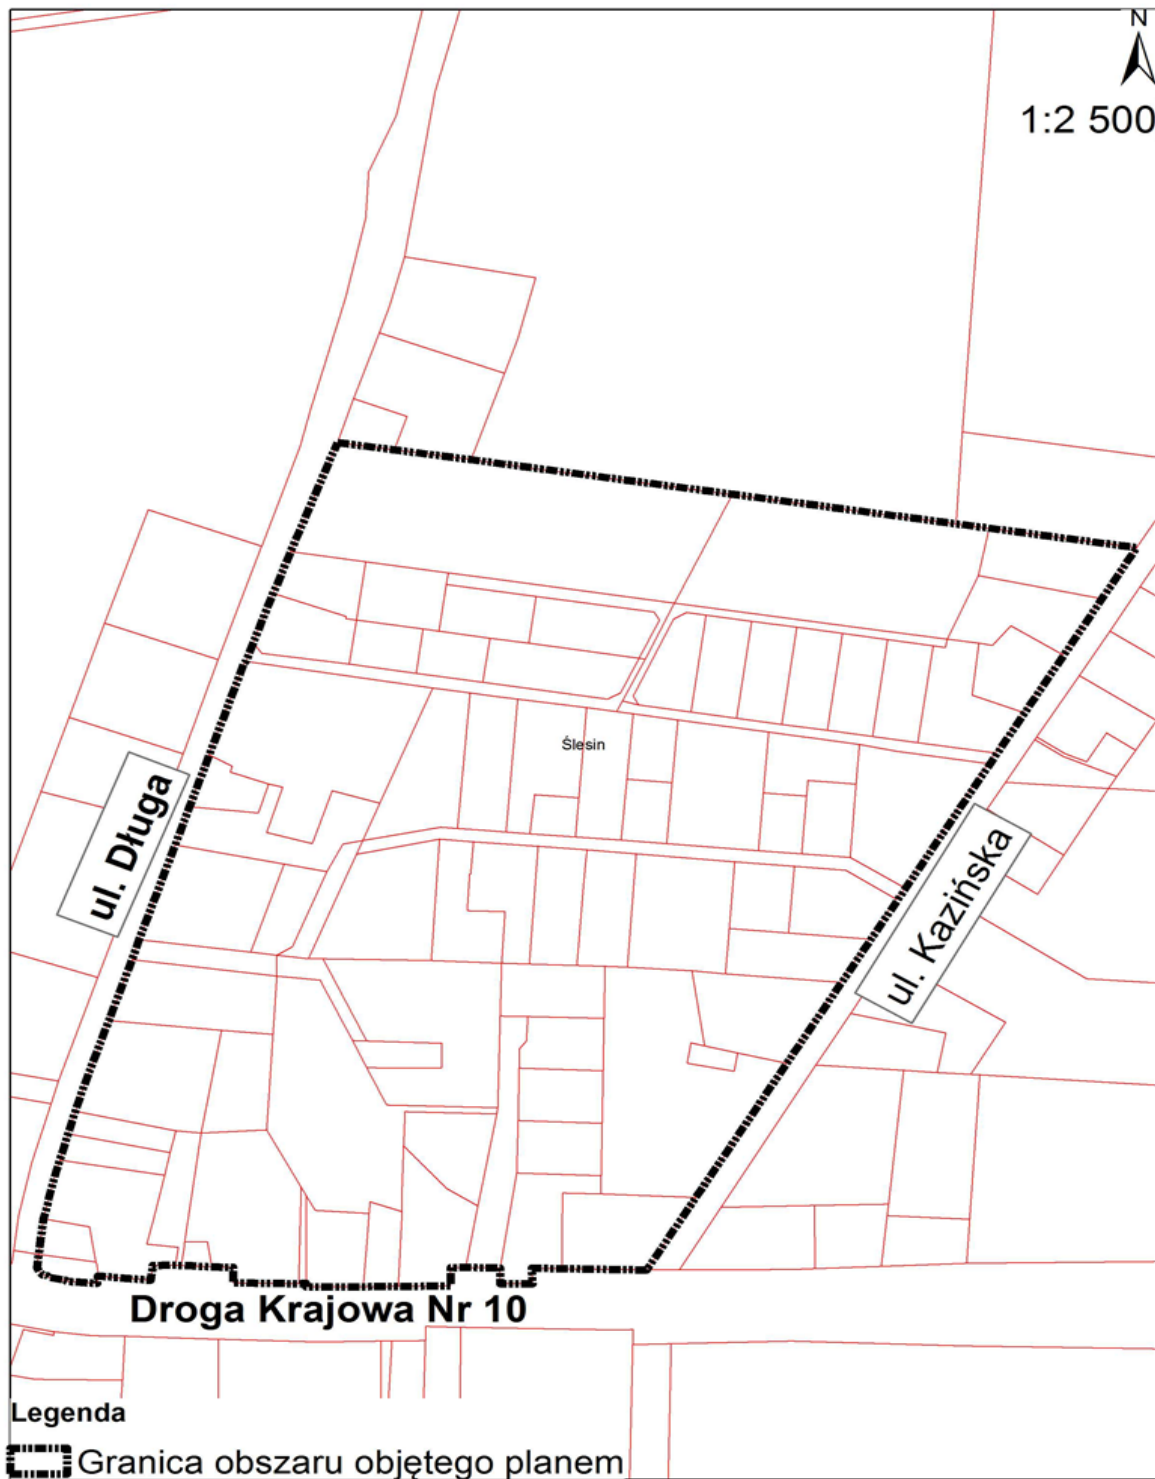 N
1:2 500
Ślesin
ul. Długa
ul. Kazińska
Droga Krajowa Nr 10
Legenda
Granica obszaru objętego planem